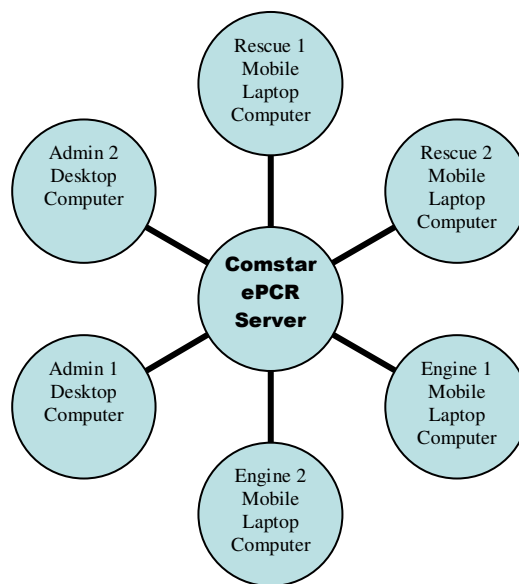 Rescue 1
Mobile
Laptop
Computer
Admin 2
Desktop
Computer
Rescue 2
Mobile
Laptop
Computer
Comstar
ePCR
Server
Admin 1
Desktop
Computer
Engine 1
Mobile
Laptop
Computer
Engine 2
Mobile
Laptop
Computer